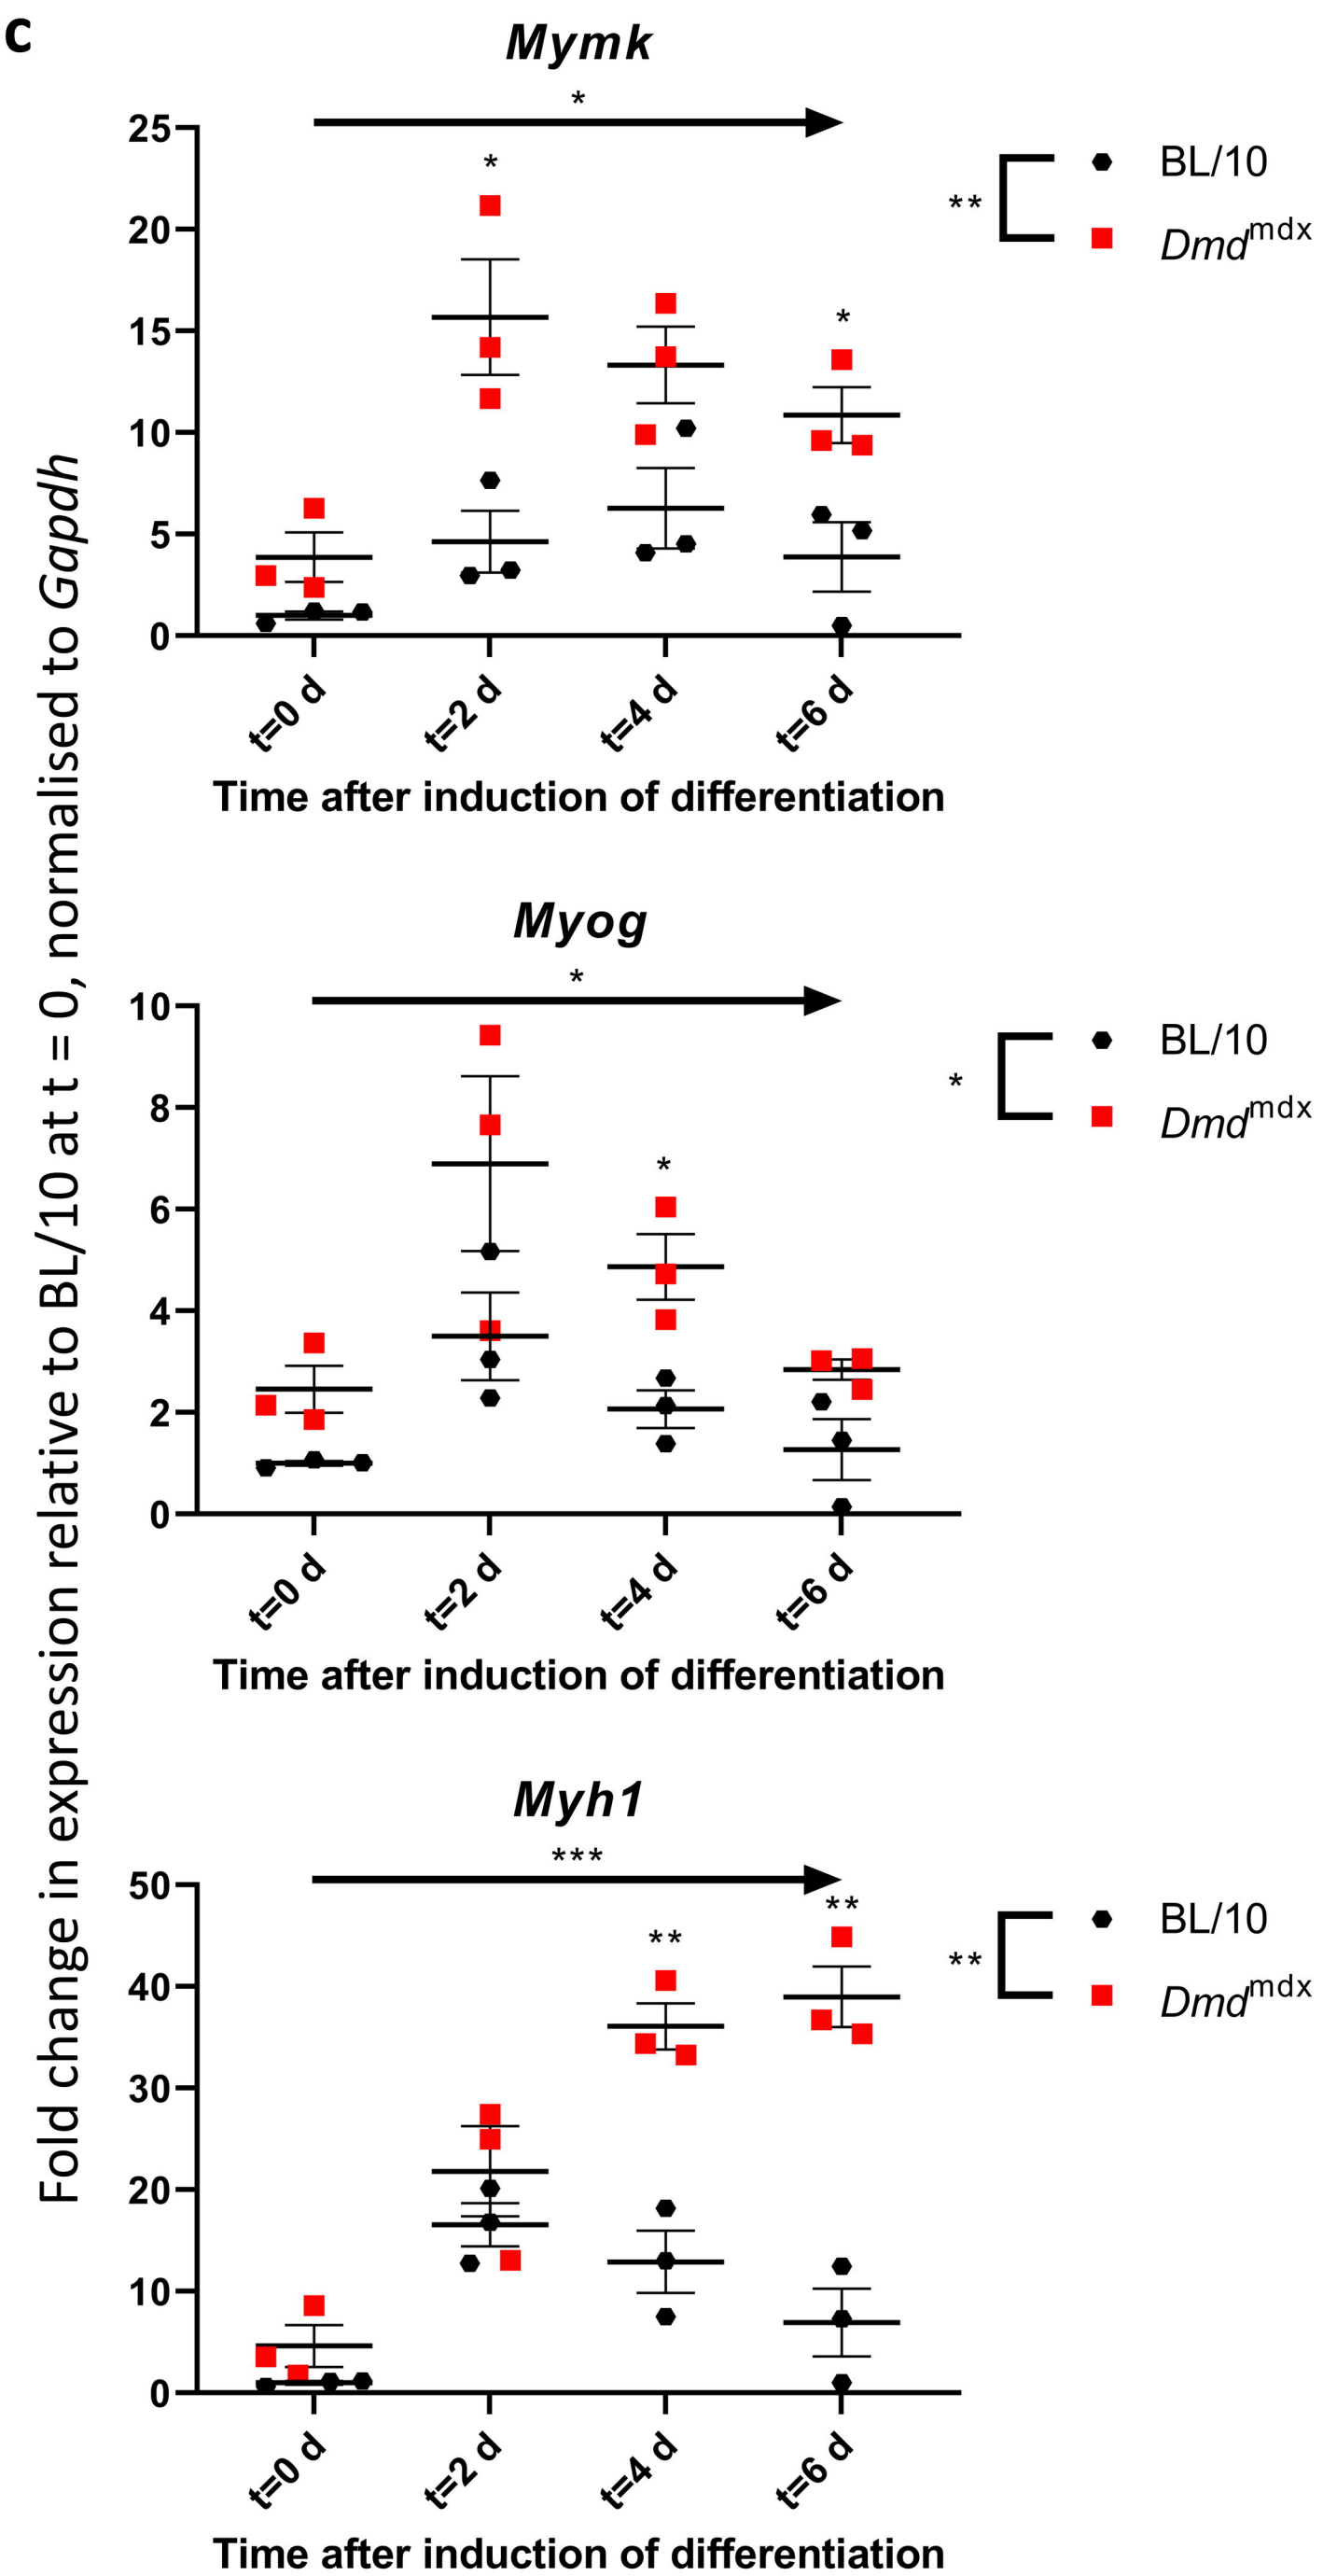 c
Fold change in expression relative to BL/10 at t = 0, normalised to Gapdh
Mymk
*
25
20
15
10
5
0
*
*
**
BL/10
Dmdmdx
t=0 d
t=2 d
t=4 d
t=6 d
Time after induction of differentiation
Myog
*
10
8
6
4
2
0
*
*
BL/10
Dmdmdx
t=0 d
t=2 d
t=4 d
t=6 d
Time after induction of differentiation
Myh1
***
50
40
30
20
10
0
**
**
**
BL/10
Dmdmdx
t=0 d
t=2 d
t=4 d
t=6 d
Time after induction of differentiation